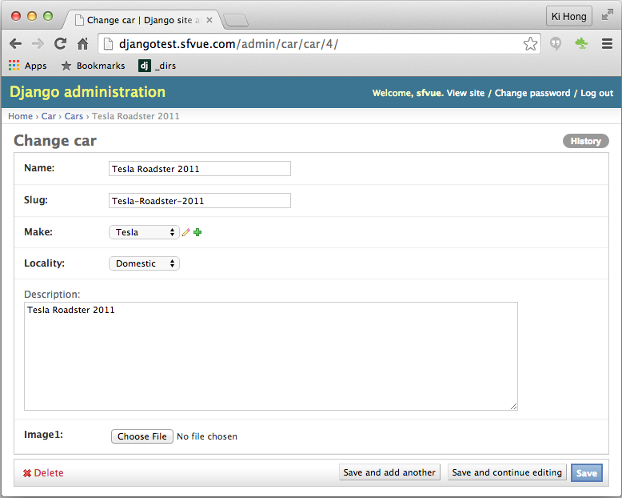 Change car | Django site a
Ki Hong
djangotest.sfvue.com/admin/car/car/4/
Apps Bookmarks dj _dirs
Django administration
Welcome, sfvue. View site / Change password / Log out
Home › Car › Cars › Tesla Roadster 2011
Change car
History
Name: Tesla Roadster 2011
Slug: Tesla-Roadster-2011
Make: Tesla
Locality: Domestic
Description:
Tesla Roadster 2011
Image1: Choose File No file chosen
Delete Save and add another Save and continue editing Save